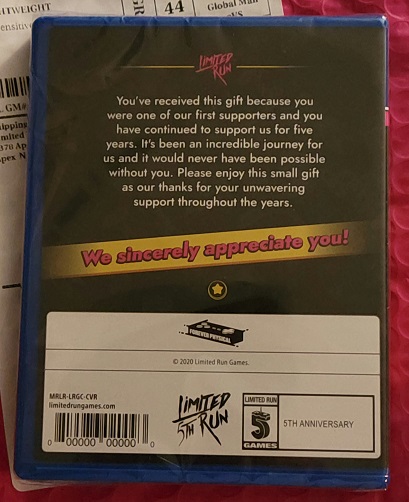 HTWEIGHT
44
Global Mail
LIMITED
RUN
You've received this gift because you
were one of our first supporters and you
have continued to support us for five
years. It's been an incredible journey for
us and it would never have been possible
without you. Please enjoy this small gift
as our thanks for your unwavering
support throughout the years.
We sincerely appreciate you!
FOREVER PHYSICAL
© 2020 Limited Run Games.
MRLR-LRGC-CVR
limitedrungames.com
0 00000 00000 0
LIMITED
5TH RUN
LIMITED RUN
5
GAMES
5TH ANNIVERSARY